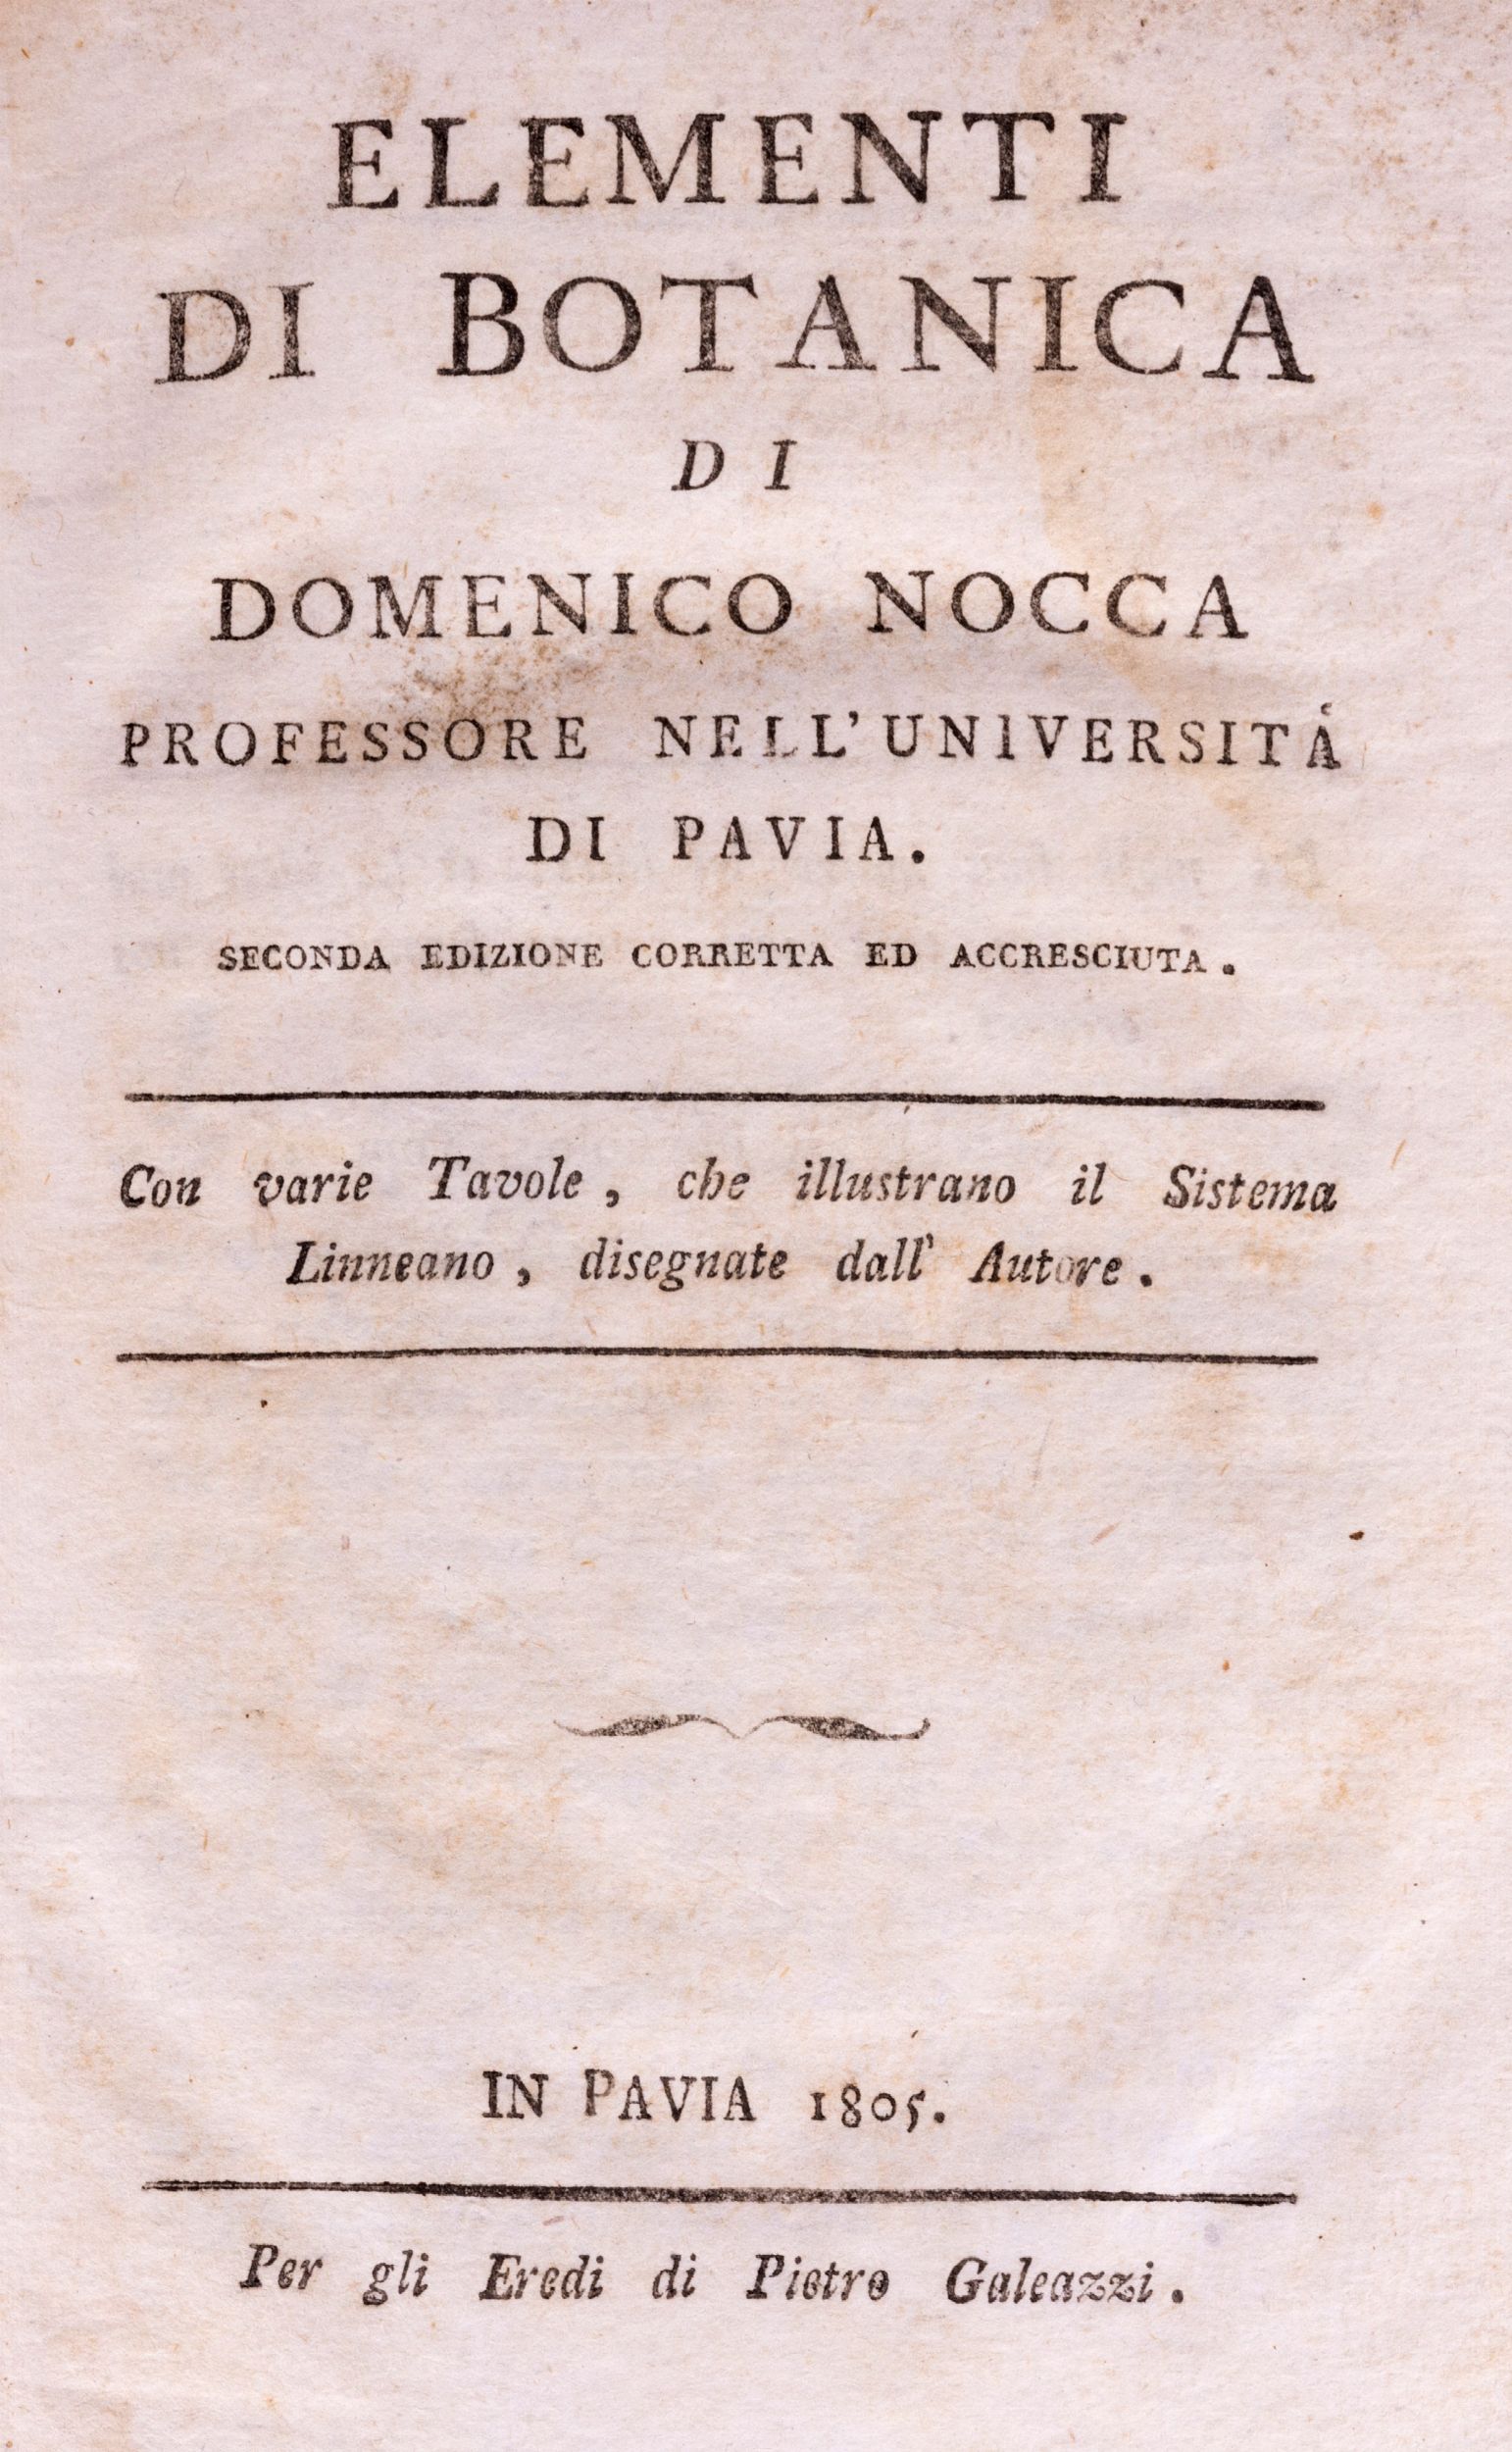 ELEMENTI
DI BOTANICA
DI
DOMENICO NOCCA
PROFESSORE NELL'UNIVERSITÀ
DI PAVIA.
SECONDA EDIZIONE CORRETTA ED ACCRESCIUTA.
Con varie Tavole, che illustrano il Sistema
Linneano, disegnate dall' Autore.
IN PAVIA 1805.
Per gli Eredi di Pietro Galeazzi.